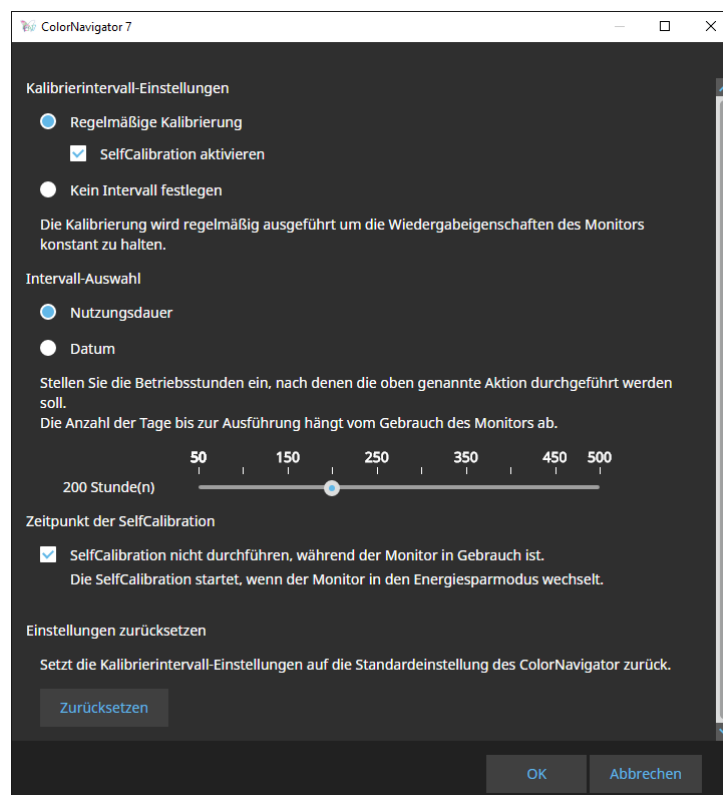 ColorNavigator 7
Kalibrierintervall-Einstellungen
Regelmäßige Kalibrierung
SelfCalibration aktivieren
Kein Intervall festlegen
Die Kalibrierung wird regelmäßig ausgeführt um die Wiedergabeigenschaften des Monitors
konstant zu halten.
Intervall-Auswahl
Nutzungsdauer
Datum
Stellen Sie die Betriebsstunden ein, nach denen die oben genannte Aktion durchgeführt werden
soll.
Die Anzahl der Tage bis zur Ausführung hängt vom Gebrauch des Monitors ab.
50 150 250 350 450 500
200 Stunde(n)
Zeitpunkt der SelfCalibration
SelfCalibration nicht durchführen, während der Monitor in Gebrauch ist.
Die SelfCalibration startet, wenn der Monitor in den Energiesparmodus wechselt.
Einstellungen zurücksetzen
Setzt die Kalibrierintervall-Einstellungen auf die Standardeinstellung des ColorNavigator zurück.
Zurücksetzen
OK Abbrechen